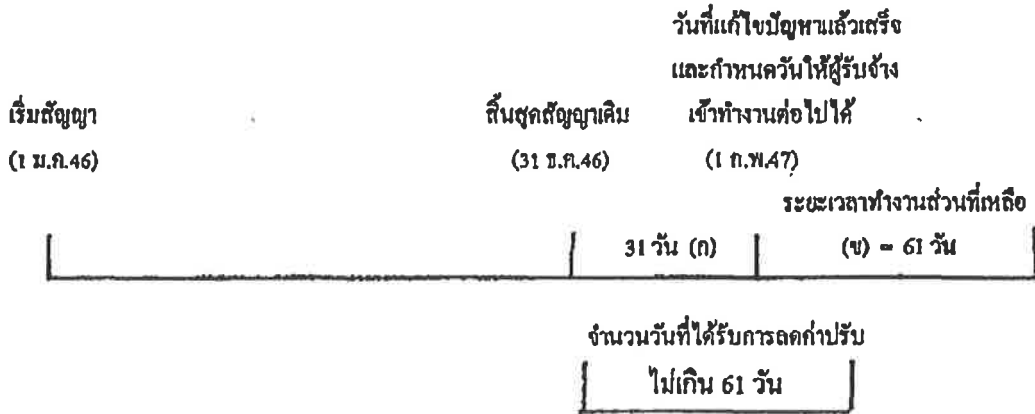 วันที่แก้ไขปัญหาแล้วเสร็จ
และกำหนดวันให้ผู้รับจ้าง
เริ่มสัญญา สิ้นสุดสัญญาเดิม เข้าทำงานต่อไปได้
(1 ม.ค.46) (31 ธ.ค.46) (1 ก.พ.47)
ระยะเวลาทำงานส่วนที่เหลือ
31 วัน (ก) (ข) = 61 วัน
จำนวนวันที่ได้รับการลดค่าปรับ
ไม่เกิน 61 วัน